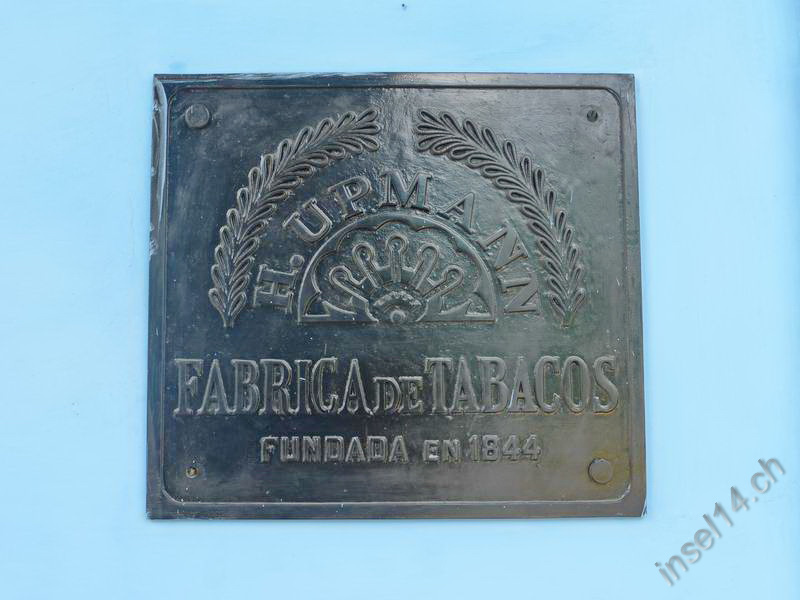 H. UPMANN
FABRICA DE TABACOS
FUNDADA EN 1844
insel14.ch